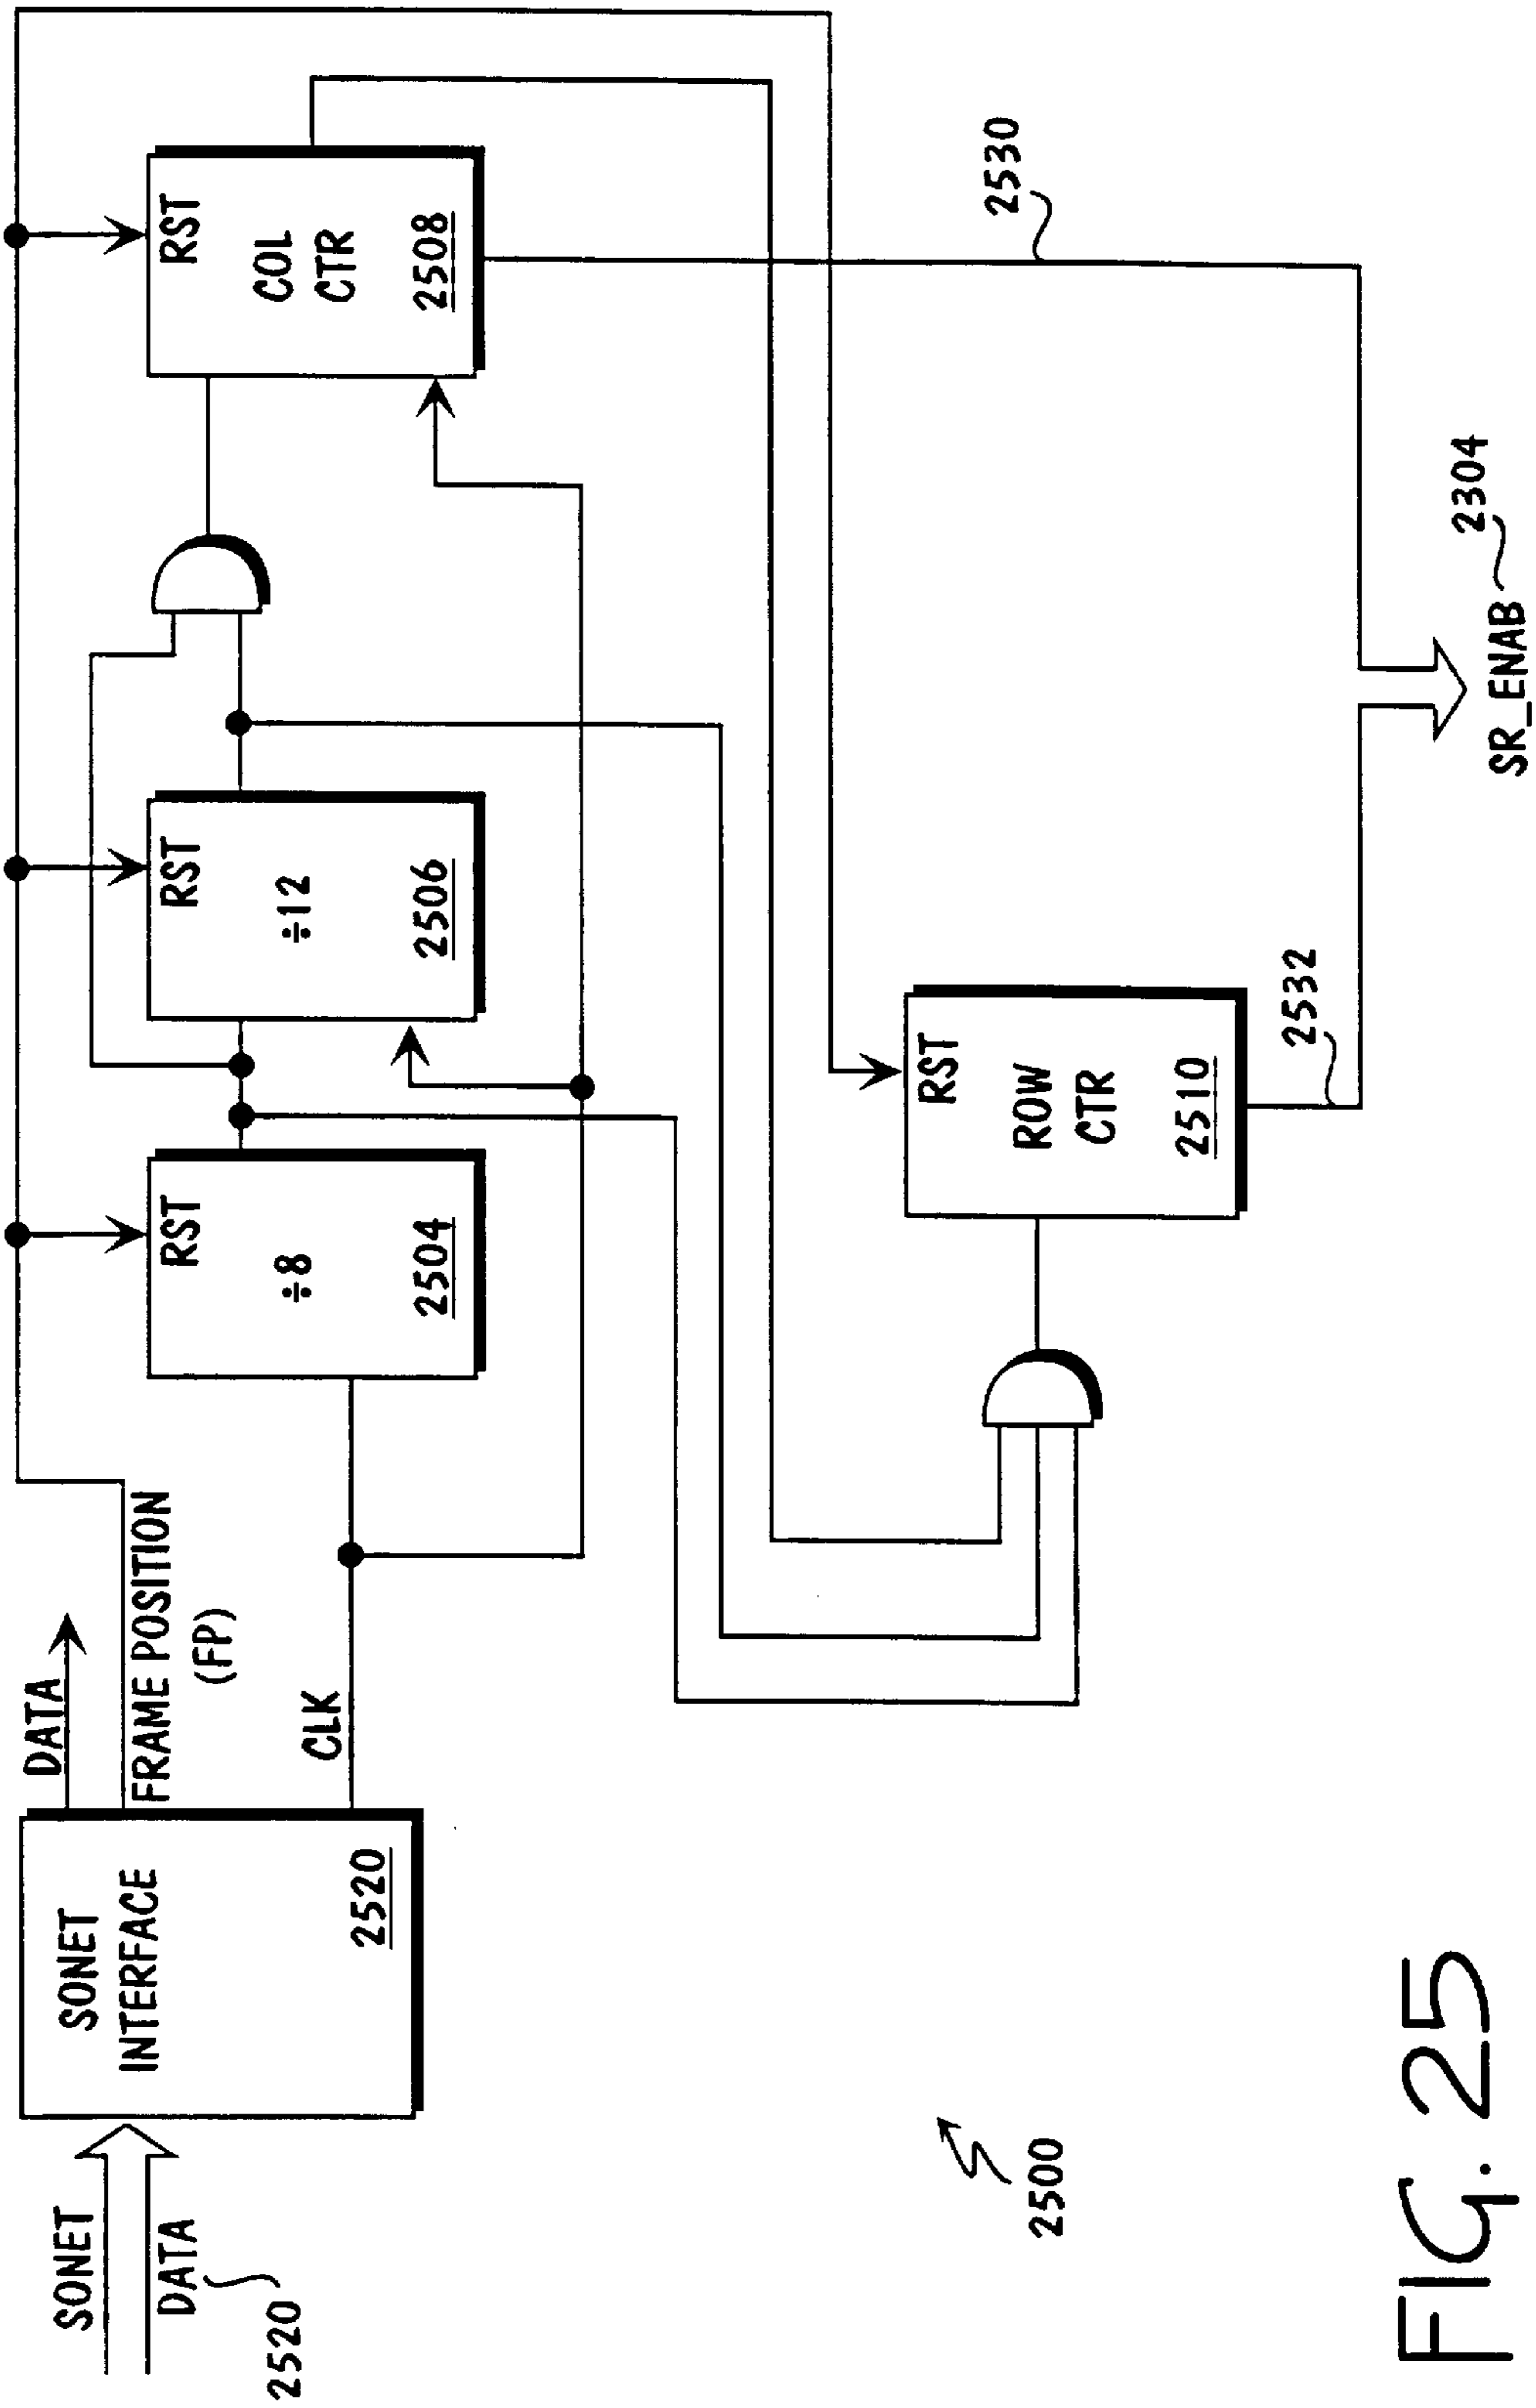 SONET
DATA
2520
SONET
INTERFACE
2520
DATA
FRAME POSITION
(FP)
CLK
RST
÷8
2504
RST
÷12
2506
RST
COL
CTR
2508
RST
ROW
CTR
2510
2530
2532
SR_ENAB
2304
2500
FIG. 25